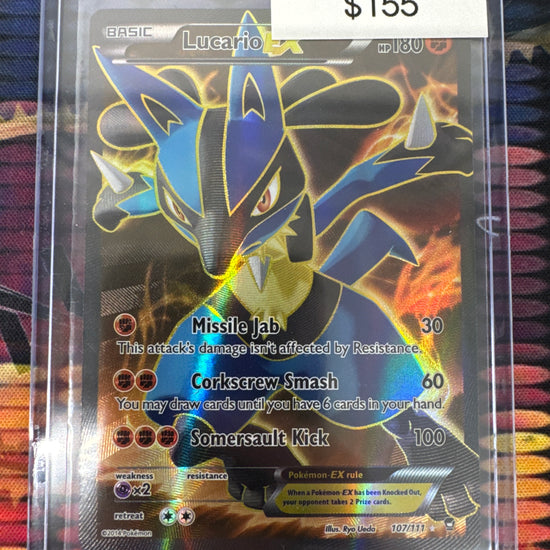 $155
BASIC
Lucario EX
HP180
Missile Jab 30
This attack's damage isn't affected by Resistance.
Corkscrew Smash 60
You may draw cards until you have 6 cards in your hand.
Somersault Kick 100
weakness
resistance
×2
retreat
Pokémon-EX rule
When a Pokémon-EX has been Knocked Out,
your opponent takes 2 Prize cards.
©2014 Pokémon
Illus. Ryo Ueda
107/111